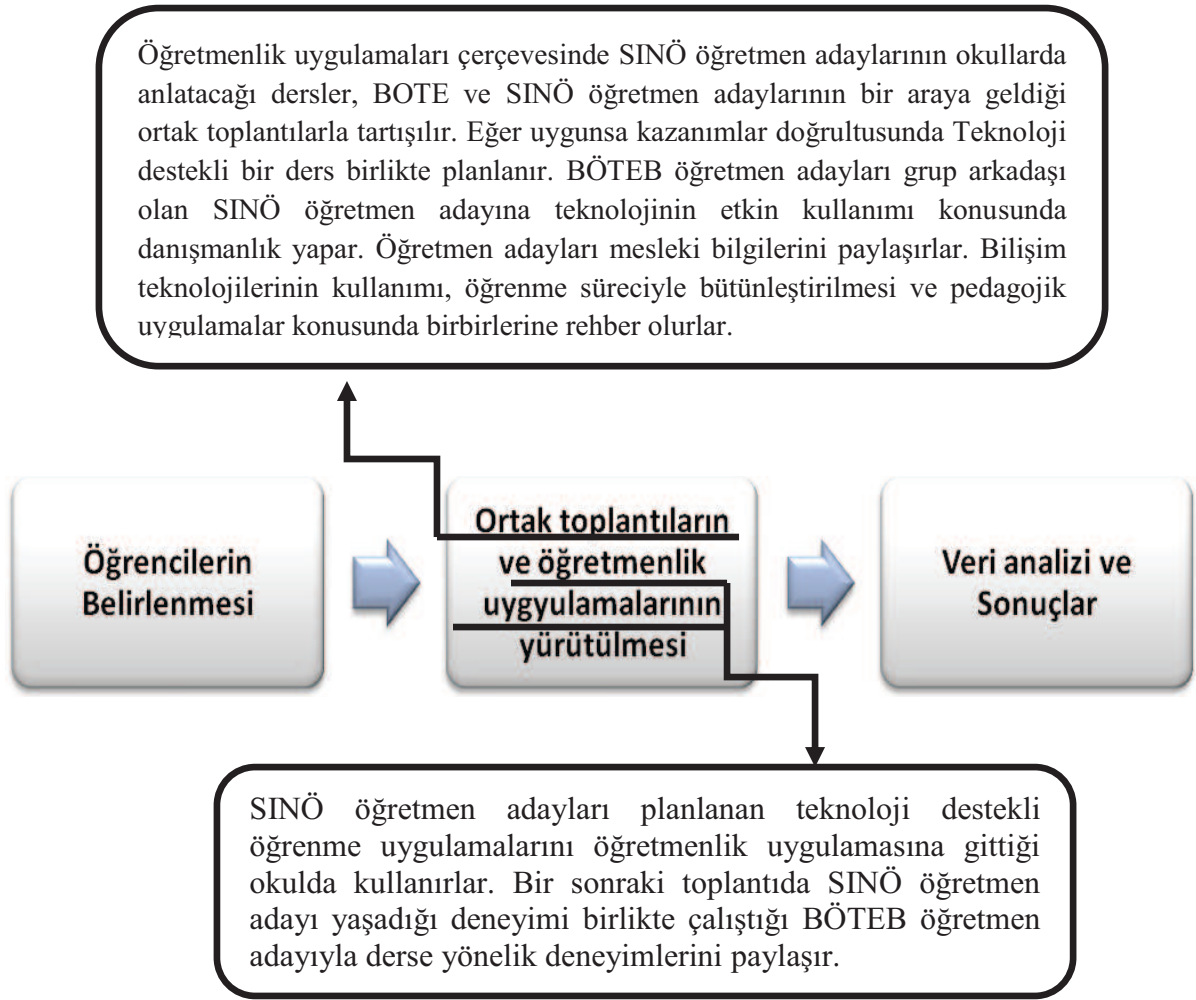 Öğretmenlik uygulamaları çerçevesinde SINÖ öğretmen adaylarının okullarda
anlatacağı dersler, BOTE ve SINÖ öğretmen adaylarının bir araya geldiği
ortak toplantılarla tartışılır. Eğer uygunsa kazanımlar doğrultusunda Teknoloji
destekli bir ders birlikte planlanır. BÖTEB öğretmen adayları grup arkadaşı
olan SINÖ öğretmen adayına teknolojinin etkin kullanımı konusunda
danışmanlık yapar. Öğretmen adayları mesleki bilgilerini paylaşırlar. Bilişim
teknolojilerinin kullanımı, öğrenme süreciyle bütünleştirilmesi ve pedagojik
uygulamalar konusunda birbirlerine rehber olurlar.
Öğrencilerin
Belirlenmesi
Ortak toplantıların
ve öğretmenlik
uygyulamalarının
yürütülmesi
Veri analizi ve
Sonuçlar
SINÖ öğretmen adayları planlanan teknoloji destekli
öğrenme uygulamalarını öğretmenlik uygulamasına gittiği
okulda kullanırlar. Bir sonraki toplantıda SINÖ öğretmen
adayı yaşadığı deneyimi birlikte çalıştığı BÖTEB öğretmen
adayıyla derse yönelik deneyimlerini paylaşır.